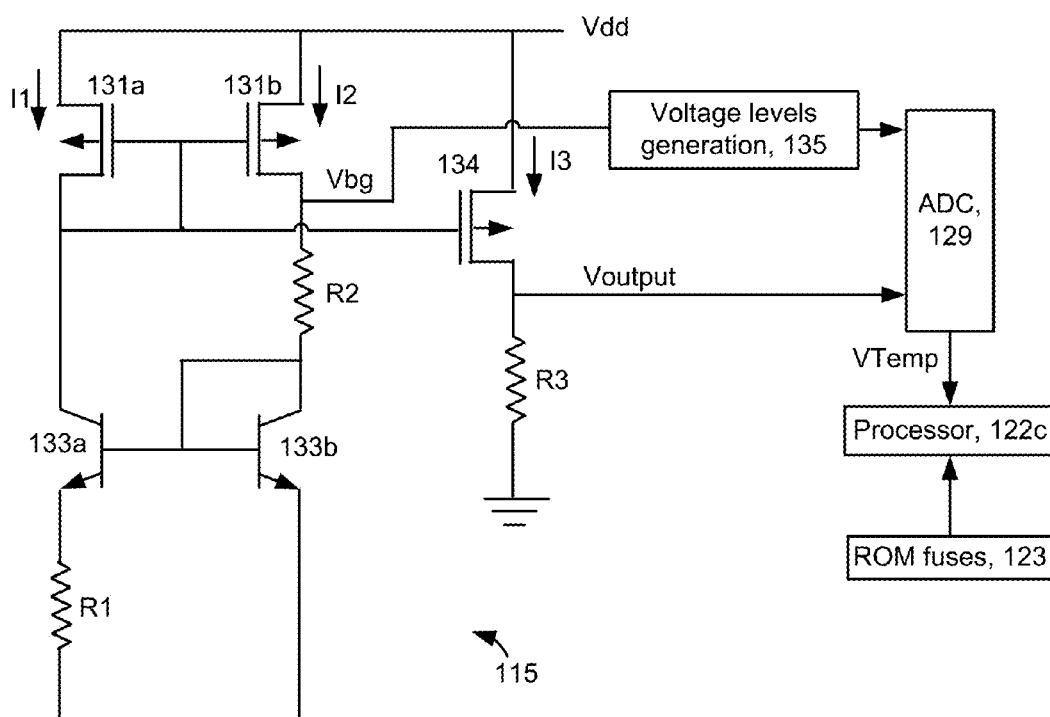 Vdd
I1
131a
131b
I2
Voltage levels
generation, 135
Vbg
134
I3
ADC,
129
R2
Voutput
VTemp
R3
133a
133b
Processor, 122c
ROM fuses, 123
R1
115